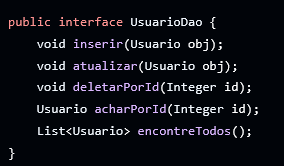 public interface UsuarioDao {
    void inserir(Usuario obj);
    void atualizar(Usuario obj);
    void deletarPorId(Integer id);
    Usuario acharPorId(Integer id);
    List<Usuario> encontreTodos();
}